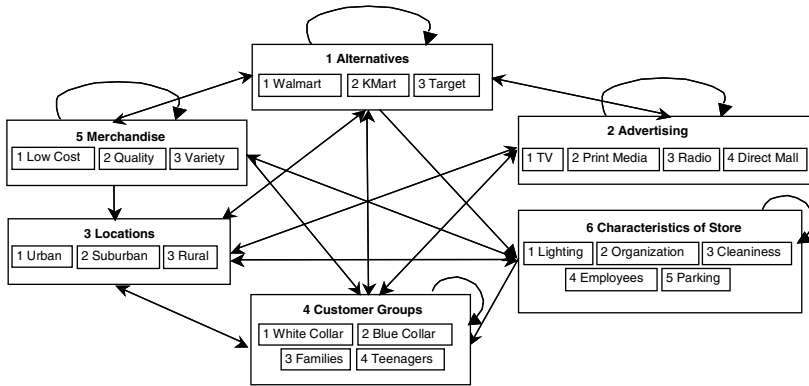 1 Alternatives
1 Walmart 2 KMart 3 Target
5 Merchandise
1 Low Cost 2 Quality 3 Variety
2 Advertising
1 TV 2 Print Media 3 Radio 4 Direct Mall
3 Locations
1 Urban 2 Suburban 3 Rural
6 Characteristics of Store
1 Lighting 2 Organization 3 Cleaniness
4 Employees 5 Parking
4 Customer Groups
1 White Collar 2 Blue Collar
3 Families 4 Teenagers